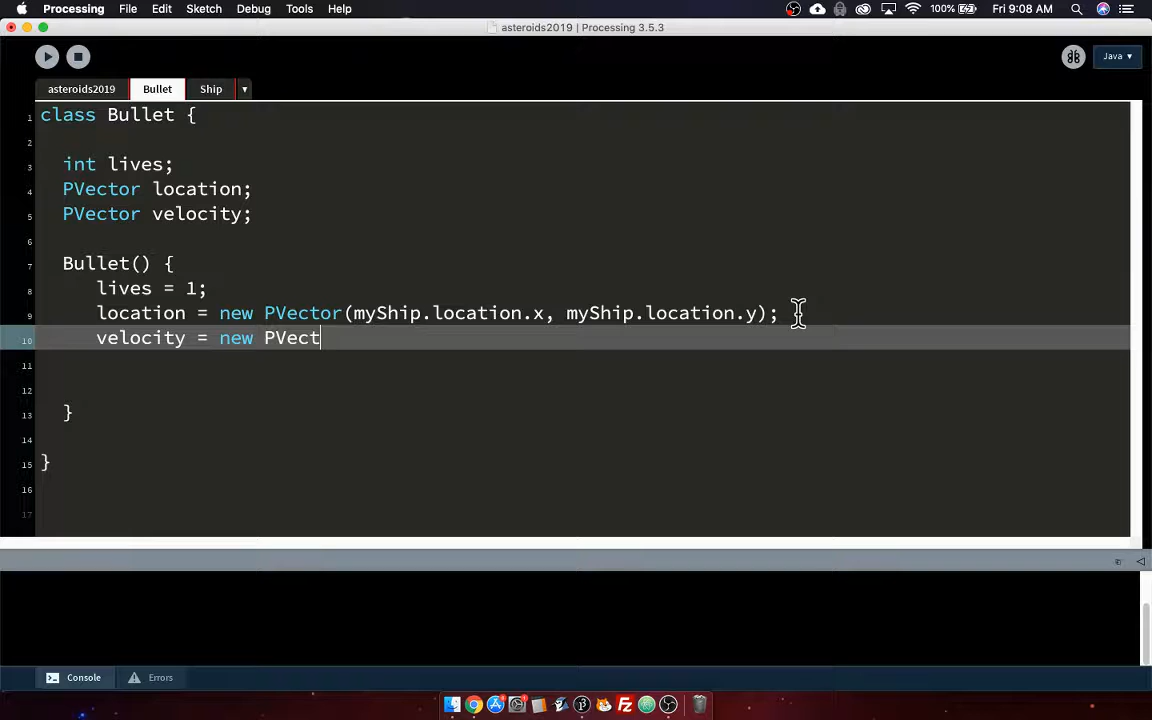 Processing File Edit Sketch Debug Tools Help 100% Fri 9:08 AM
asteroids2019 | Processing 3.5.3
Java ▾
asteroids2019 Bullet Ship ▾
1 class Bullet {
2
3 int lives;
4 PVector location;
5 PVector velocity;
6
7 Bullet() {
8 lives = 1;
9 location = new PVector(myShip.location.x, myShip.location.y);
10 velocity = new PVect
11
12
13 }
14
15 }
16
17
Console Errors